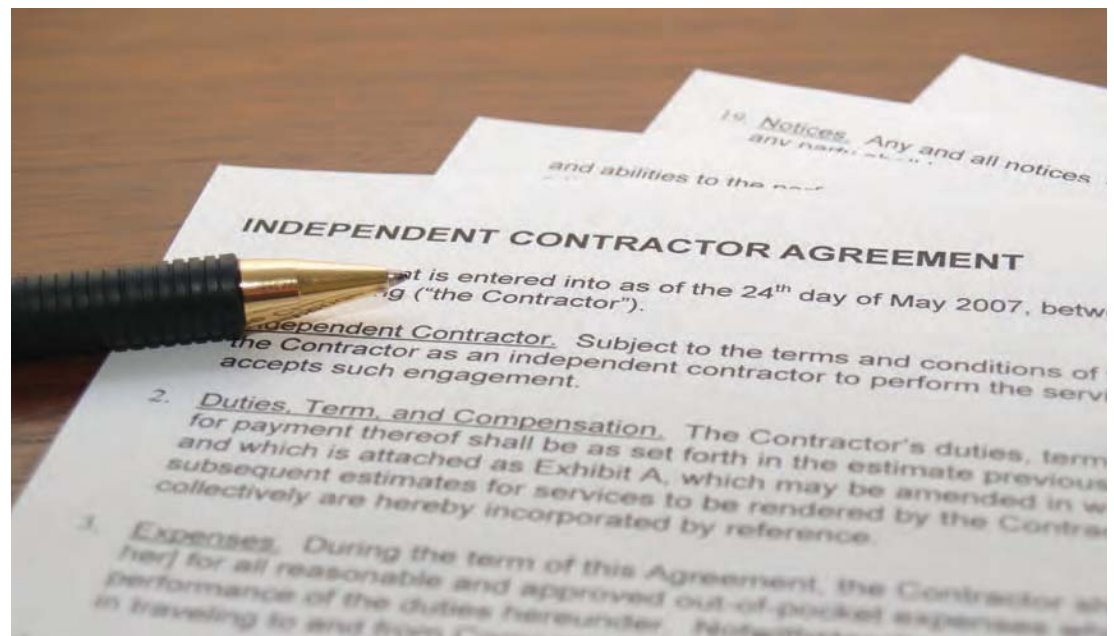 19. Notices. Any and all notices
any
and abilities to the
INDEPENDENT CONTRACTOR AGREEMENT
nt is entered into as of the 24th day of May 2007, betw
g ("the Contractor").
Independent Contractor. Subject to the terms and conditions of
the Contractor as an independent contractor to perform the servi
accepts such engagement.
2. Duties, Term, and Compensation. The Contractor's duties, term
for payment thereof shall be as set forth in the estimate previous
and which is attached as Exhibit A, which may be amended in w
subsequent estimates for services to be rendered by the Contra
collectively are hereby incorporated by reference.
3. Expenses. During the term of this Agreement, the Contractor sh
her] for all reasonable and approved out-of-pocket expenses
performance of the duties hereunder.
in traveling to and from